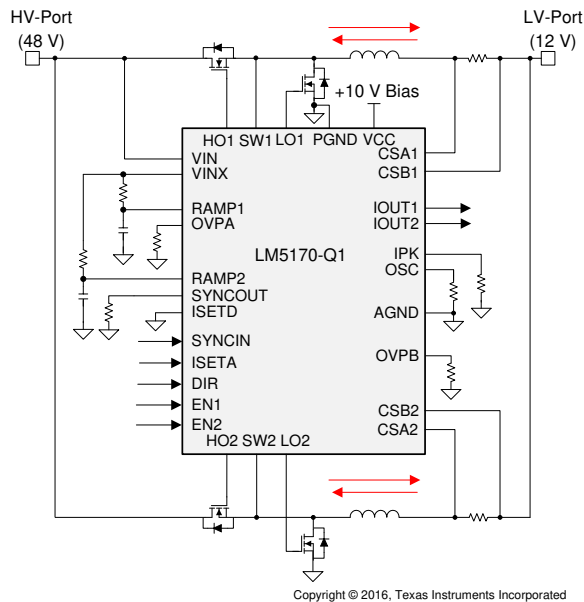 HV-Port
(48 V)
LV-Port
(12 V)
+10 V Bias
HO1 SW1 LO1 PGND VCC
VIN
VINX
RAMP1
OVPA
RAMP2
SYNCOUT
ISETD
SYNCIN
ISETA
DIR
EN1
EN2
LM5170-Q1
CSA1
CSB1
IOUT1
IOUT2
IPK
OSC
AGND
OVPB
CSB2
CSA2
HO2 SW2 LO2
Copyright © 2016, Texas Instruments Incorporated